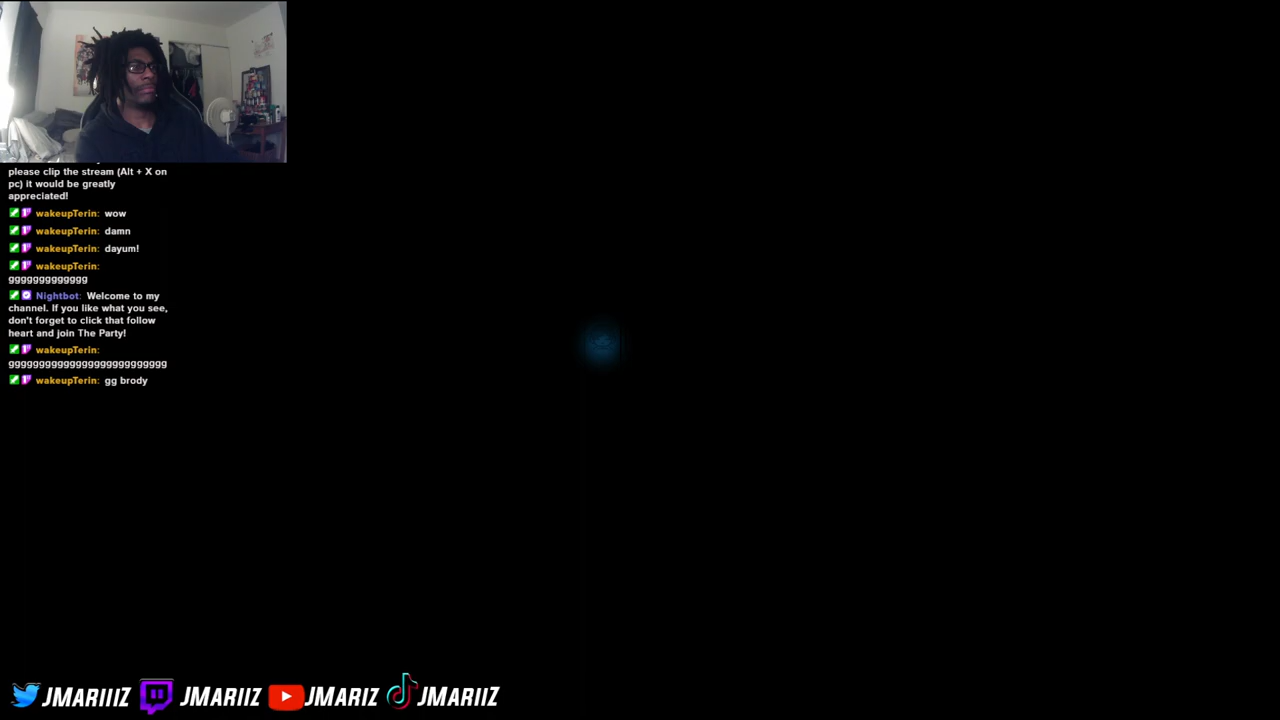 please clip the stream (Alt + X on
pc) it would be greatly
appreciated!
wakeupTerin: wow
wakeupTerin: damn
wakeupTerin: dayum!
wakeupTerin:
ggggggggggggg
Nightbot: Welcome to my
channel. If you like what you see,
don't forget to click that follow
heart and join The Party!
wakeupTerin:
gggggggggggggggggggggggggg
wakeupTerin: gg brody
JMARIIIZ JMARIIZ JMARIZ JMARIIZ